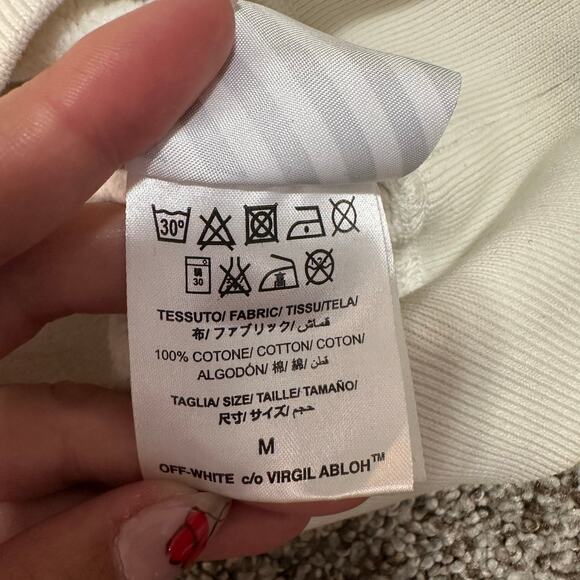 30°
30
高
TESSUTO/ FABRIC/ TISSU/TELA/
布/ファブリック/ قماش/
100% COTONE/ COTTON/ COTON/
ALGODÓN/ 棉/ 綿/ قطن/
TAGLIA/ SIZE/ TAILLE/ TAMAÑO/
尺寸/ サイズ/ حجم/
M
OFF-WHITE c/o VIRGIL ABLOH™